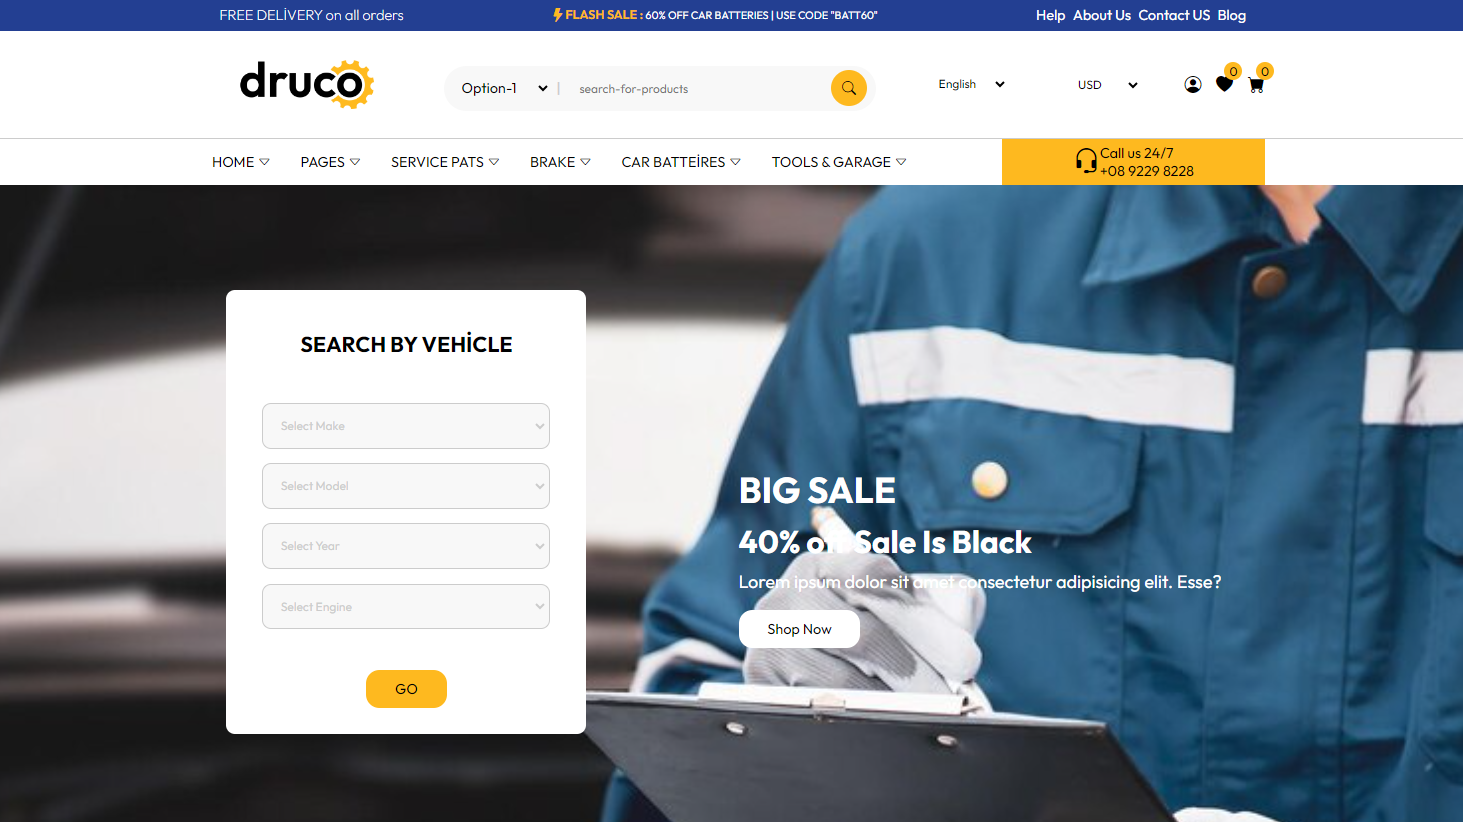 FREE DELİVERY on all orders
FLASH SALE : 60% OFF CAR BATTERIES | USE CODE "BATT60"
Help About Us Contact US Blog
druco
Option-1 | search-for-products
English
USD
0
0
HOME PAGES SERVICE PATS BRAKE CAR BATTEİRES TOOLS & GARAGE
Call us 24/7
+08 9229 8228
SEARCH BY VEHİCLE
Select Make
Select Model
Select Year
Select Engine
GO
BIG SALE
40% off Sale Is Black
Lorem ipsum dolor sit amet consectetur adipisicing elit. Esse?
Shop Now